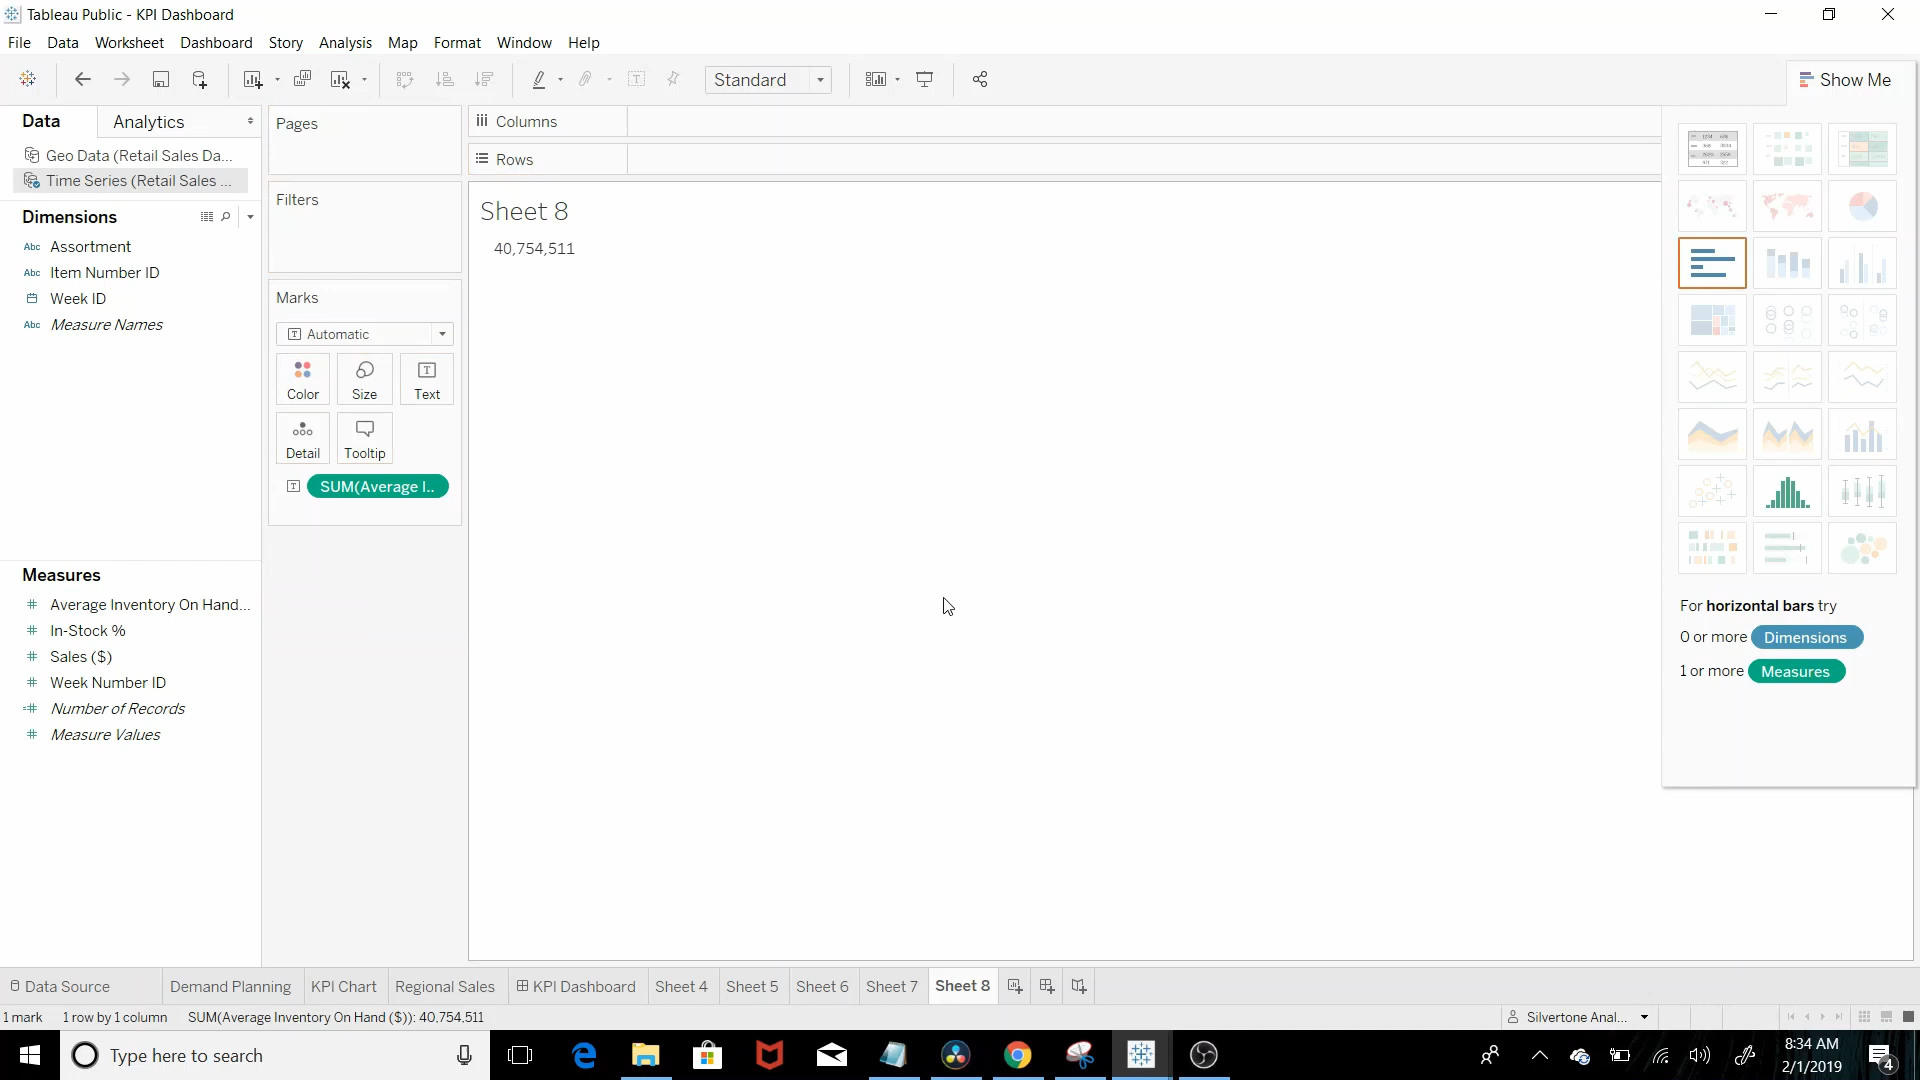 Tableau Public - KPI Dashboard
File Data Worksheet Dashboard Story Analysis Map Format Window Help
Standard
Show Me
Data Analytics
Geo Data (Retail Sales Da...
Time Series (Retail Sales ...
Dimensions
Abc Assortment
Abc Item Number ID
Week ID
Abc Measure Names
Measures
# Average Inventory On Hand...
# In-Stock %
# Sales ($)
# Week Number ID
=# Number of Records
# Measure Values
Pages
Filters
Marks
T Automatic
Color Size T Text
Detail Tooltip
T SUM(Average I..
Columns
Rows
Sheet 8
40,754,511
For horizontal bars try
0 or more Dimensions
1 or more Measures
Data Source Demand Planning KPI Chart Regional Sales KPI Dashboard Sheet 4 Sheet 5 Sheet 6 Sheet 7 Sheet 8
1 mark 1 row by 1 column SUM(Average Inventory On Hand ($)): 40,754,511 Silvertone Anal...
Type here to search
8:34 AM
2/1/2019
4